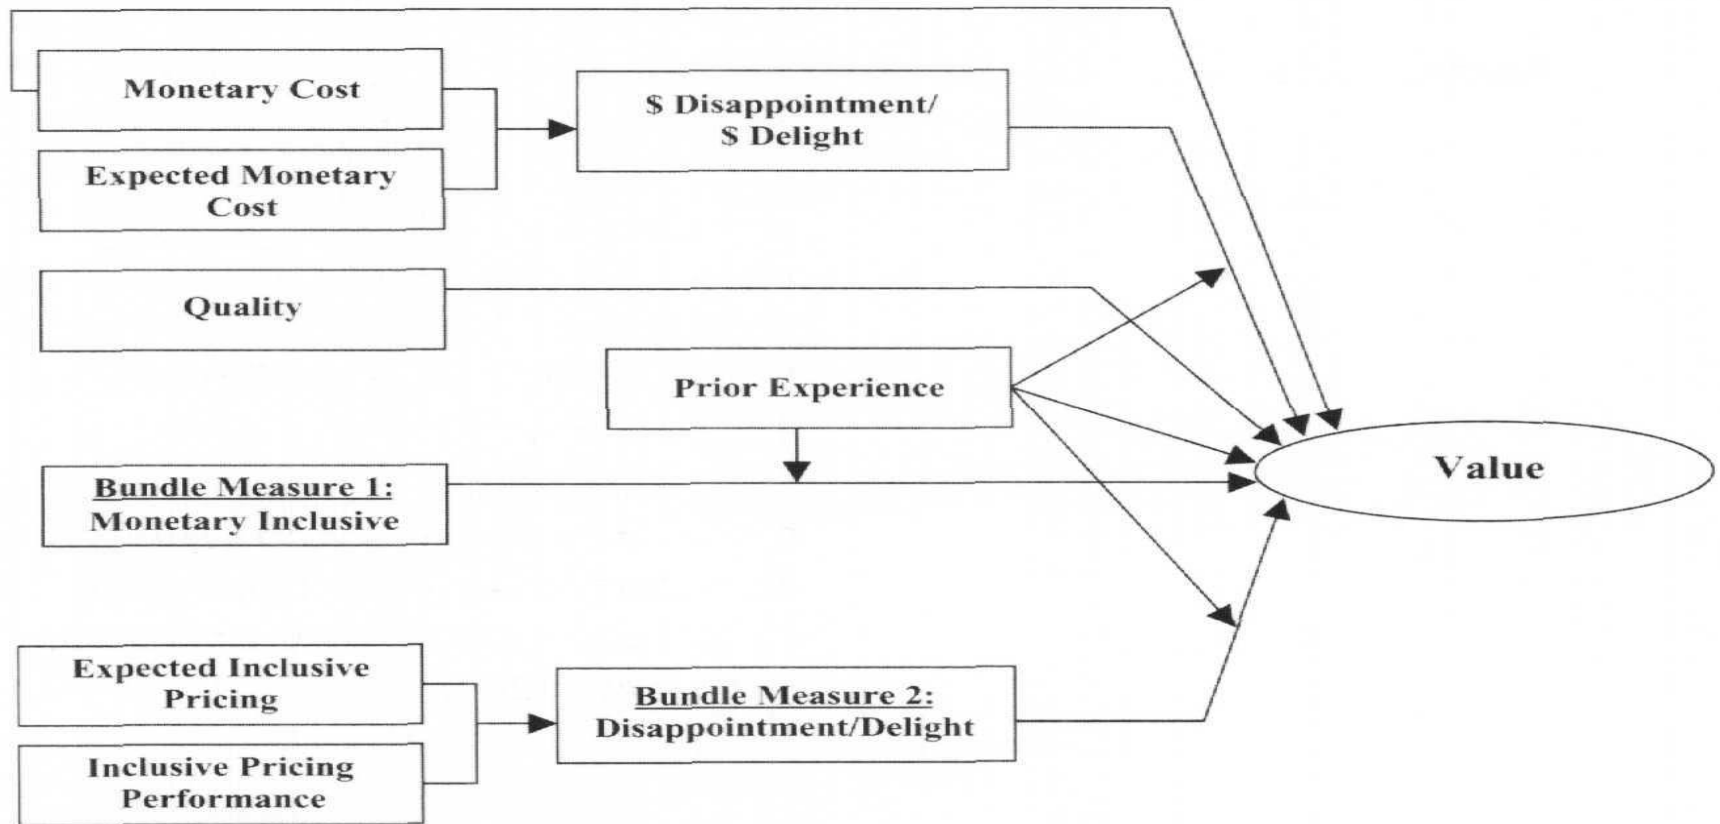 Monetary Cost
$ Disappointment/
$ Delight
Expected Monetary
Cost
Quality
Prior Experience
Value
Bundle Measure 1:
Monetary Inclusive
Expected Inclusive
Pricing
Bundle Measure 2:
Disappointment/Delight
Inclusive Pricing
Performance